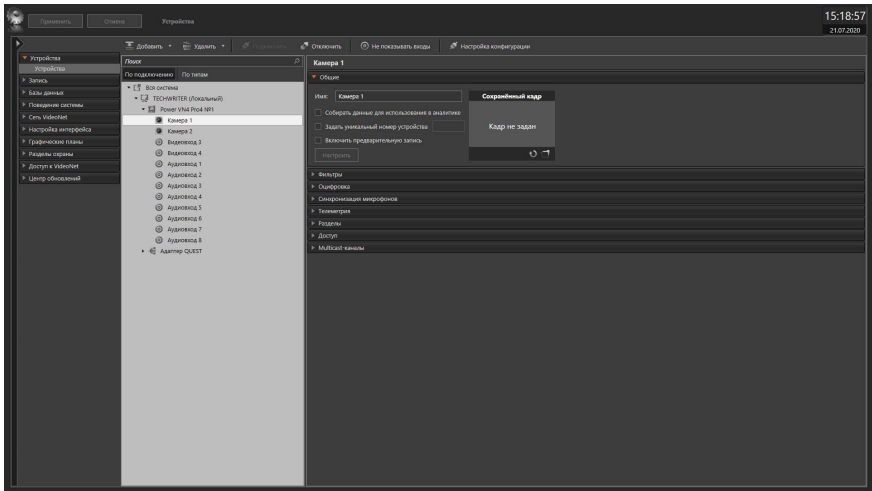 Применить Отмена Устройства
15:18:57
21.07.2020
Добавить Удалить Подключить Отключить Не показывать входы Настройка конфигурации
Устройства
Устройства
Запись
Базы данных
Поведение системы
Сеть VideoNet
Настройка интерфейса
Графические планы
Разделы охраны
Доступ к VideoNet
Центр обновлений
Поиск
По подключению По типам
Вся система
TECHWRITER (Локальный)
Power VN4 Pro4 №1
Камера 1
Камера 2
Видеовход 3
Видеовход 4
Аудиовход 1
Аудиовход 2
Аудиовход 3
Аудиовход 4
Аудиовход 5
Аудиовход 6
Аудиовход 7
Аудиовход 8
Адаптер QUEST
Камера 1
Общие
Имя: Камера 1
Собирать данные для использования в аналитике
Задать уникальный номер устройства
Включить предварительную запись
Настроить
Сохранённый кадр
Кадр не задан
Фильтры
Оцифровка
Синхронизация микрофонов
Телеметрия
Разделы
Доступ
Multicast-каналы